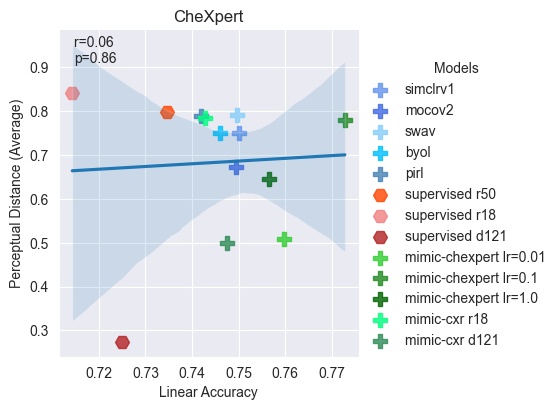 CheXpert
r=0.06
p=0.86
Perceptual Distance (Average)
0.9
0.8
0.7
0.6
0.5
0.4
0.3
0.72 0.73 0.74 0.75 0.76 0.77
Linear Accuracy
Models
simclrv1
mocov2
swav
byol
pirl
supervised r50
supervised r18
supervised d121
mimic-chexpert lr=0.01
mimic-chexpert lr=0.1
mimic-chexpert lr=1.0
mimic-cxr r18
mimic-cxr d121